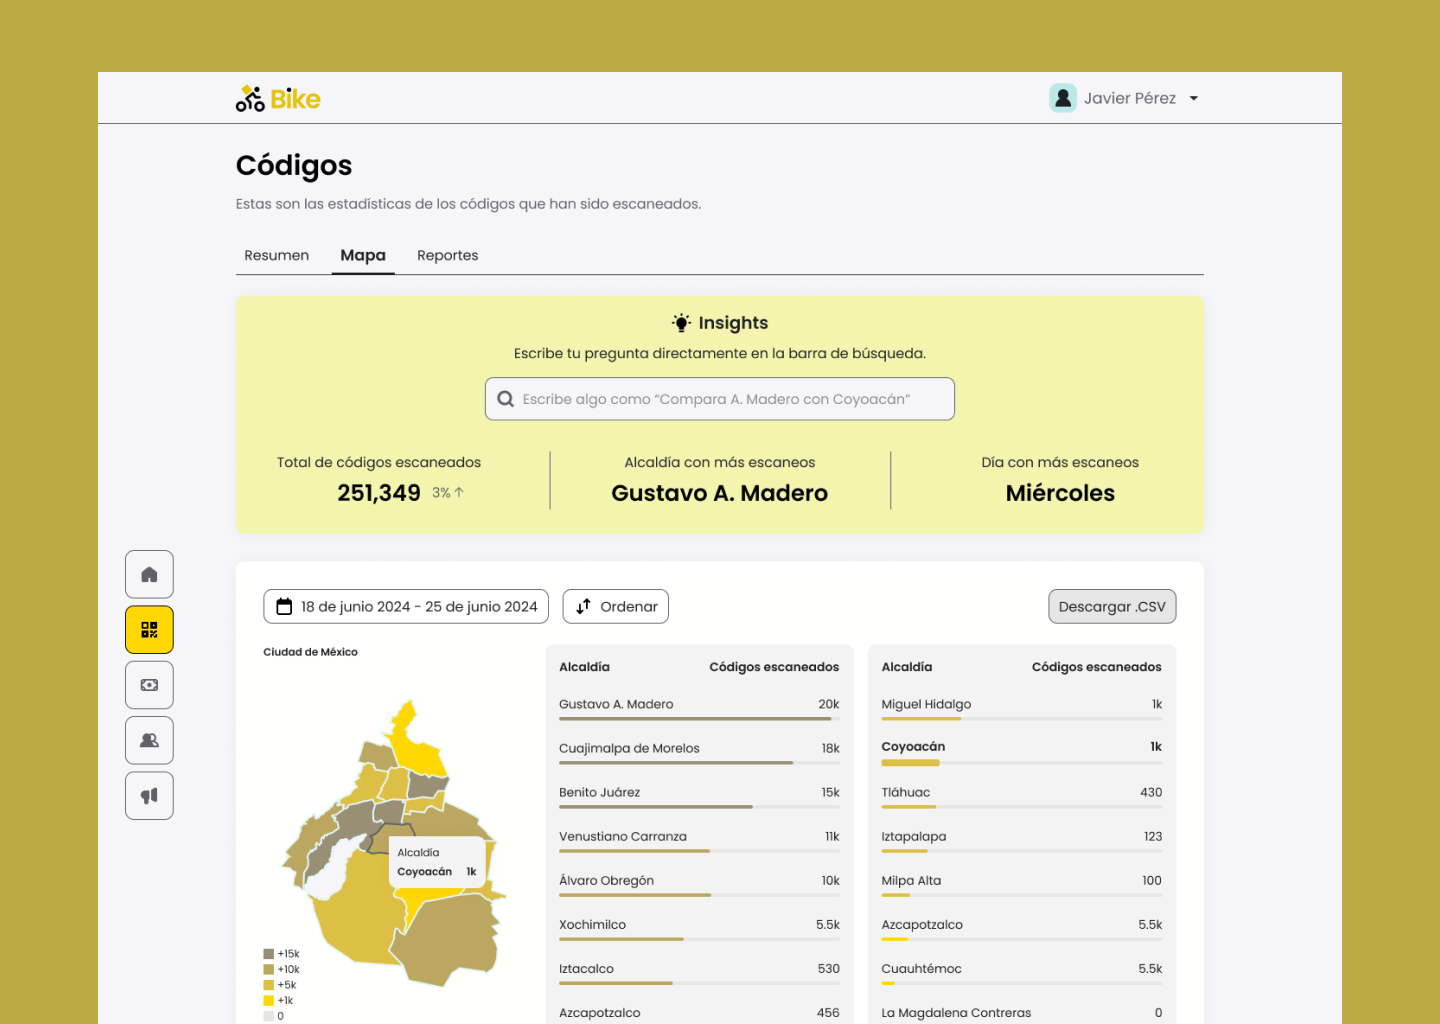 Bike
Javier Pérez
Códigos
Estas son las estadísticas de los códigos que han sido escaneados.
Resumen
Mapa
Reportes
Insights
Escribe tu pregunta directamente en la barra de búsqueda.
Escribe algo como “Compara A. Madero con Coyoacán”
Total de códigos escaneados
251,349 3%↑
Alcaldía con más escaneos
Gustavo A. Madero
Día con más escaneos
Miércoles
18 de junio 2024 - 25 de junio 2024
Ordenar
Descargar .CSV
Ciudad de México
Alcaldía
Coyoacán 1k
+15k
+10k
+5k
+1k
0
Alcaldía Códigos escaneados
Gustavo A. Madero 20k
Cuajimalpa de Morelos 18k
Benito Juárez 15k
Venustiano Carranza 11k
Álvaro Obregón 10k
Xochimilco 5.5k
Iztacalco 530
Azcapotzalco 456
Alcaldía Códigos escaneados
Miguel Hidalgo 1k
Coyoacán 1k
Tláhuac 430
Iztapalapa 123
Milpa Alta 100
Azcapotzalco 5.5k
Cuauhtémoc 5.5k
La Magdalena Contreras 0